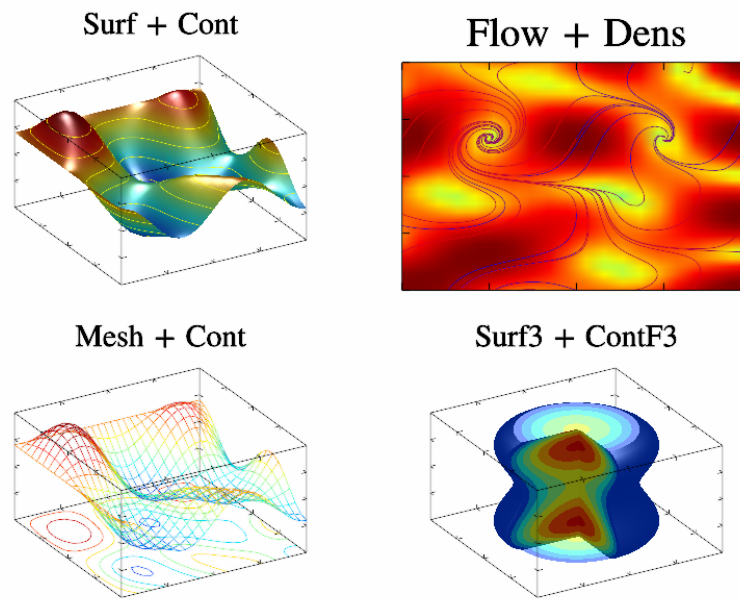 Surf + Cont
Flow + Dens
Mesh + Cont
Surf3 + ContF3